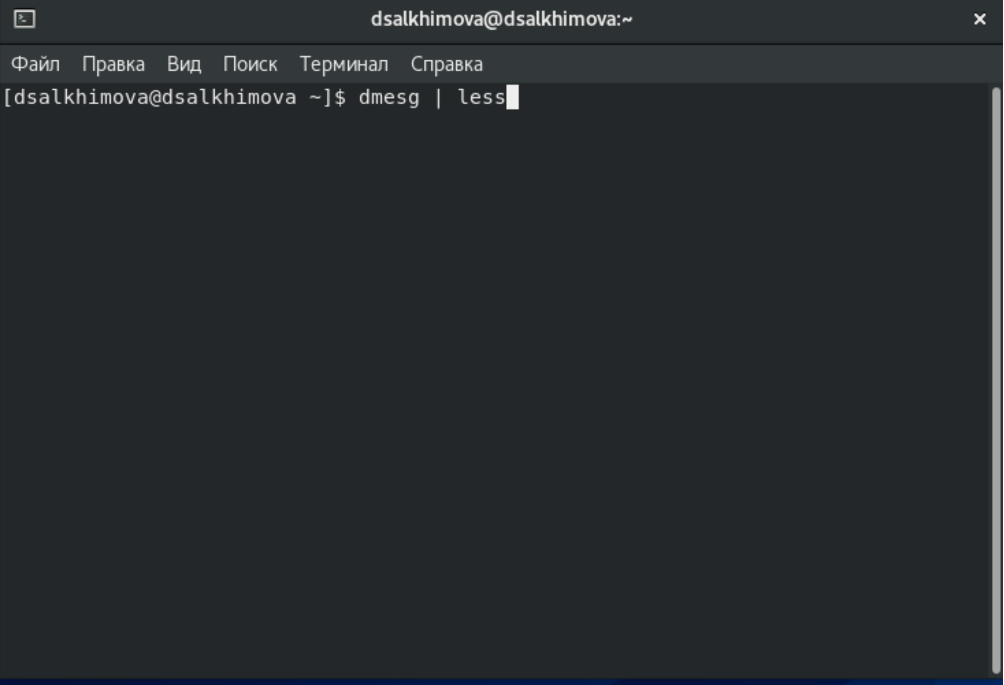 dsalkhimova@dsalkhimova:~
Файл Правка Вид Поиск Терминал Справка
[dsalkhimova@dsalkhimova ~]$ dmesg | less